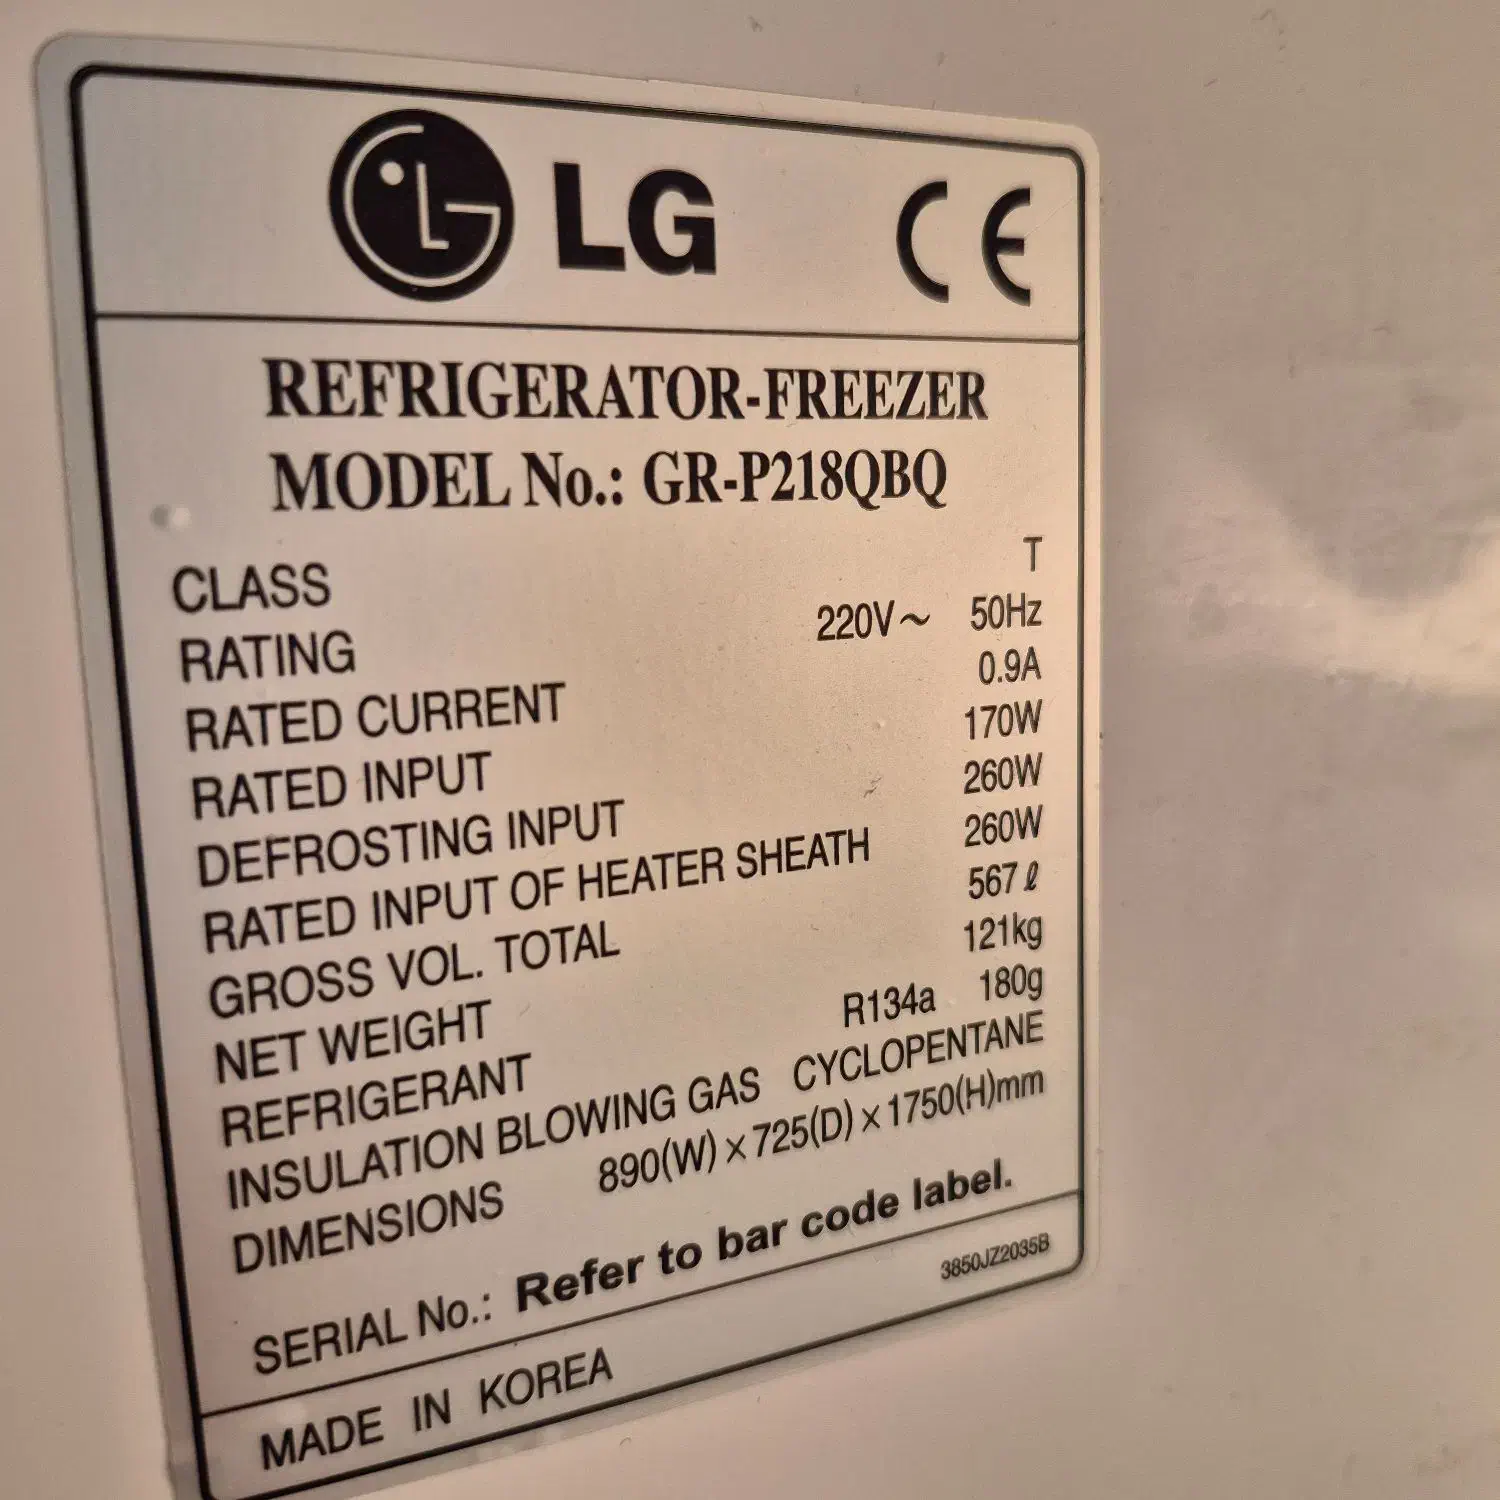 LG CE
REFRIGERATOR-FREEZER
MODEL No.: GR-P218QBQ
CLASS T
RATING 220V~ 50Hz
RATED CURRENT 0.9A
RATED INPUT 170W
DEFROSTING INPUT 260W
RATED INPUT OF HEATER SHEATH 260W
GROSS VOL. TOTAL 567ℓ
NET WEIGHT 121kg
REFRIGERANT R134a 180g
INSULATION BLOWING GAS CYCLOPENTANE
DIMENSIONS 890(W)×725(D)×1750(H)mm
SERIAL No.: Refer to bar code label.
3850JZ2035B
MADE IN KOREA